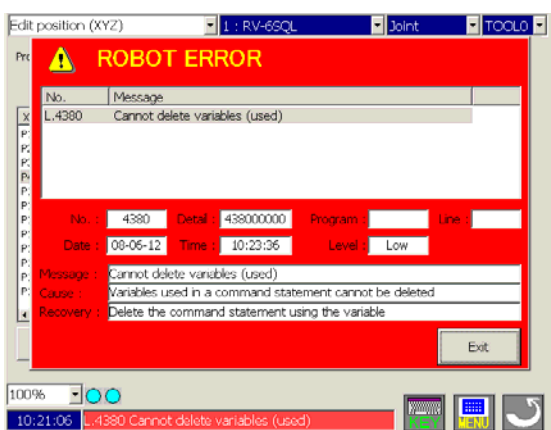 Edit position (XYZ) 1 : RV-6SQL Joint TOOL0
ROBOT ERROR
No. Message
L.4380 Cannot delete variables (used)
No. : 4380 Detail : 438000000 Program : Line :
Date : 08-06-12 Time : 10:23:36 Level : Low
Message : Cannot delete variables (used)
Cause : Variables used in a command statement cannot be deleted
Recovery : Delete the command statement using the variable
Exit
100%
10:21:06 L.4380 Cannot delete variables (used) KEY MENU